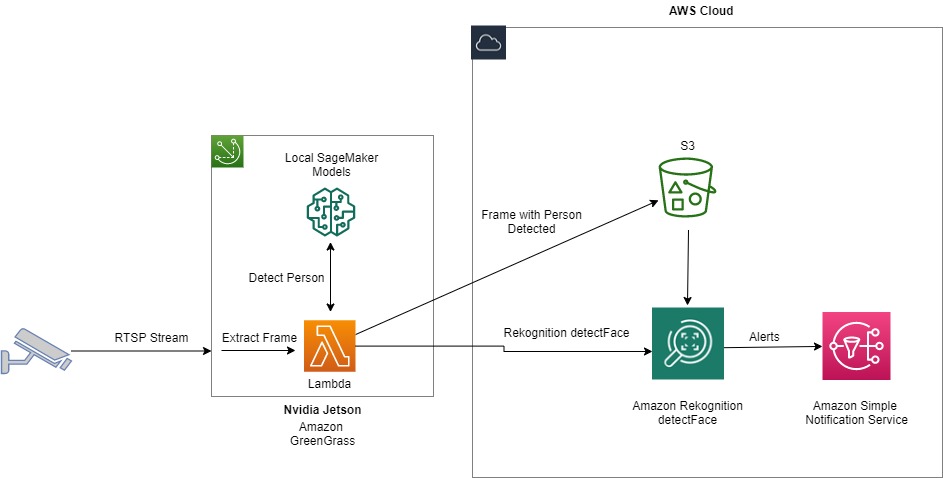 AWS Cloud
S3
Local SageMaker
Models
Frame with Person
Detected
Detect Person
RTSP Stream
Extract Frame
Rekognition detectFace
Alerts
Lambda
Nvidia Jetson
Amazon
GreenGrass
Amazon Rekognition
detectFace
Amazon Simple
Notification Service